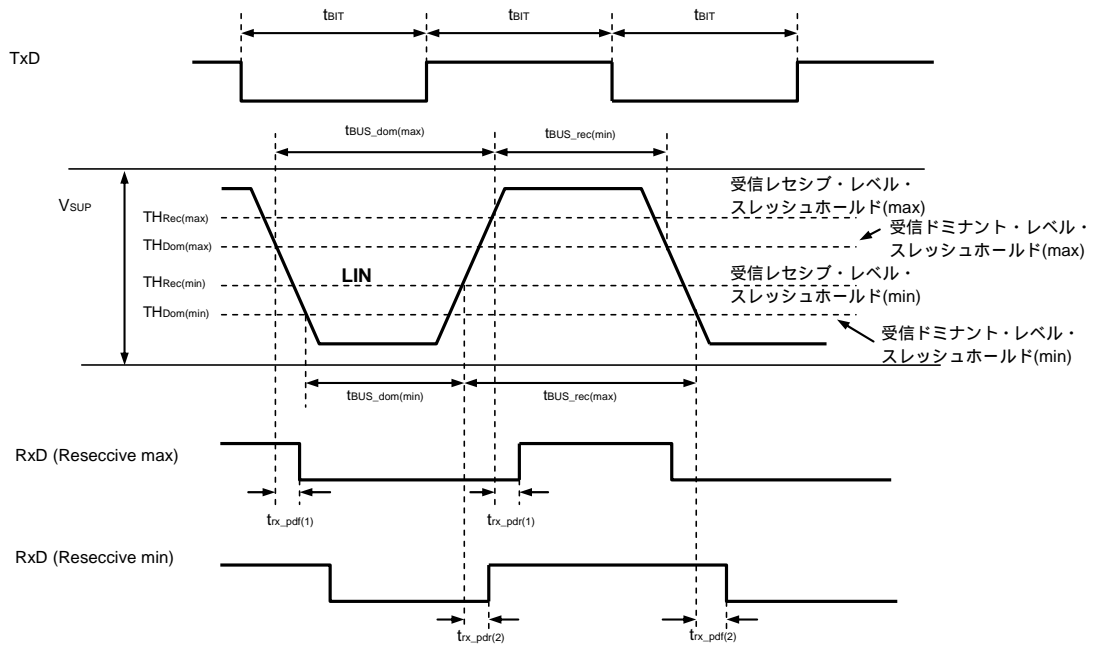 tBIT
tBIT
tBIT
TxD
tBUS_dom(max)
tBUS_rec(min)
VSUP
THRec(max)
THDom(max)
THRec(min)
THDom(min)
LIN
受信レセシブ・レベル・
スレッシュホールド(max)
受信ドミナント・レベル・
スレッシュホールド(max)
受信レセシブ・レベル・
スレッシュホールド(min)
受信ドミナント・レベル・
スレッシュホールド(min)
tBUS_dom(min)
tBUS_rec(max)
RxD (Reseccive max)
trx_pdf(1)
trx_pdr(1)
RxD (Reseccive min)
trx_pdr(2)
trx_pdf(2)